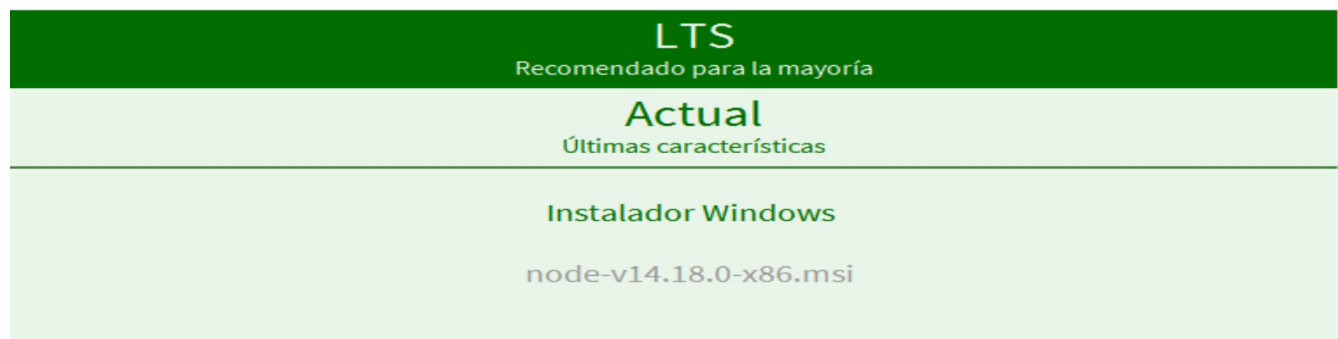 LTS
Recomendado para la mayoría
Actual
Últimas características
Instalador Windows
node-v14.18.0-x86.msi